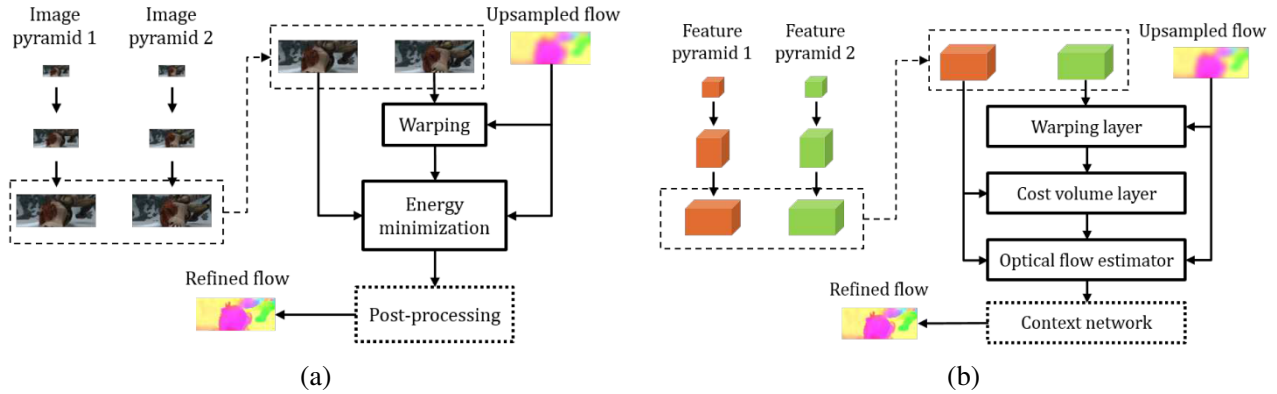 Image
pyramid 1
Image
pyramid 2
Upsampled flow
Warping
Energy
minimization
Refined flow
Post-processing
(a)
Feature
pyramid 1
Feature
pyramid 2
Upsampled flow
Warping layer
Cost volume layer
Optical flow estimator
Refined flow
Context network
(b)